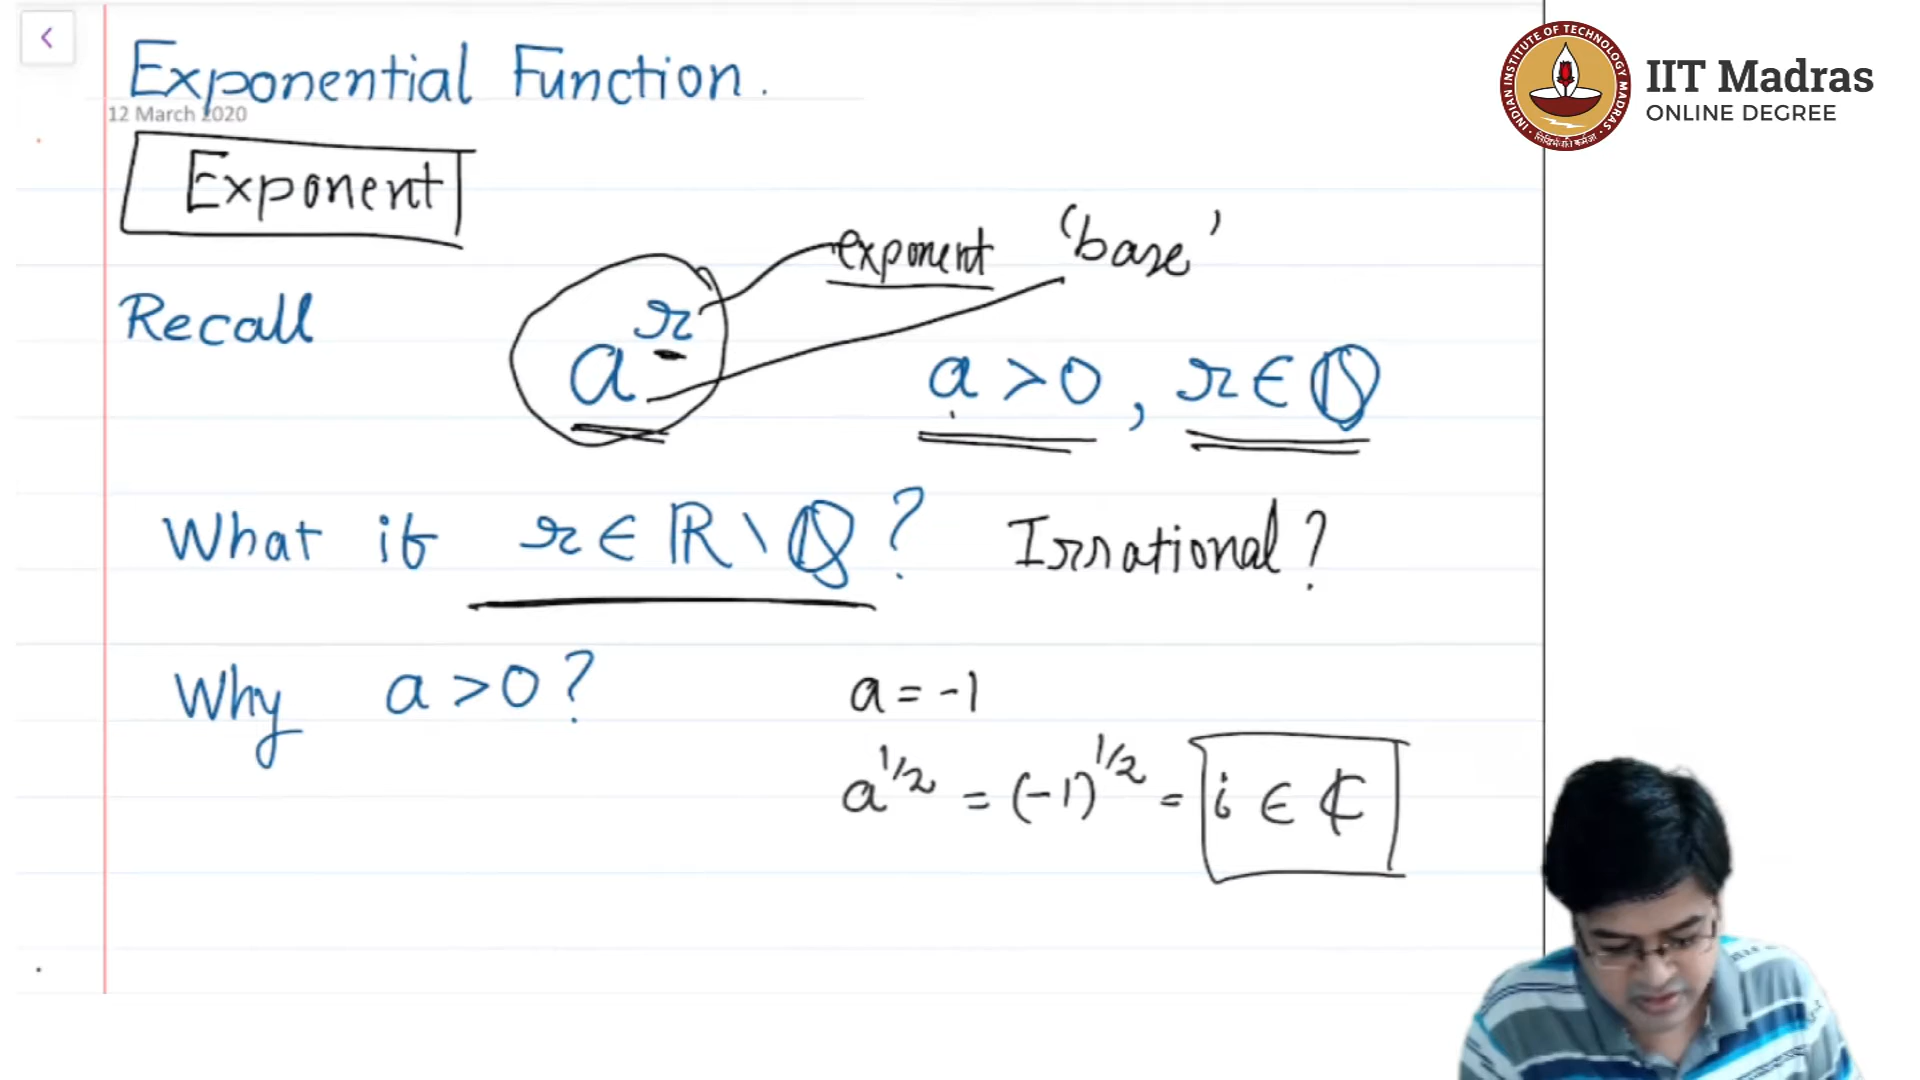 Exponential Function.
12 March 2020
Exponent
exponent 'base'
Recall a^r a > 0, r ∈ ℚ
What if r ∈ ℝ \ ℚ ? Irrational?
Why a > 0? a = -1
a^1/2 = (-1)^1/2 = i ∈ ℂ
INDIAN INSTITUTE OF TECHNOLOGY MADRAS
IIT Madras
ONLINE DEGREE